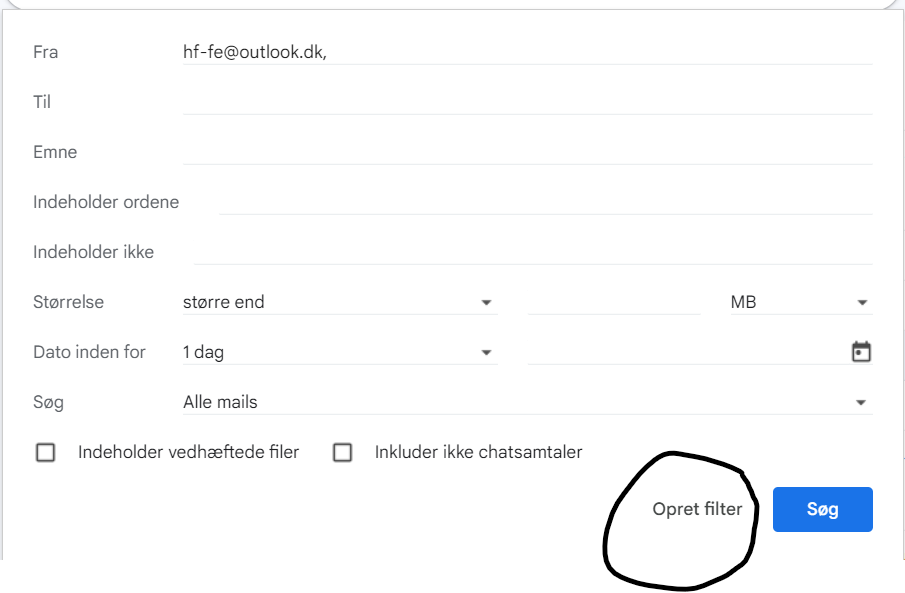 Fra hf-fe@outlook.dk,
Til
Emne
Indeholder ordene
Indeholder ikke
Størrelse større end MB
Dato inden for 1 dag
Søg Alle mails
Indeholder vedhæftede filer Inkluder ikke chatsamtaler
Opret filter Søg